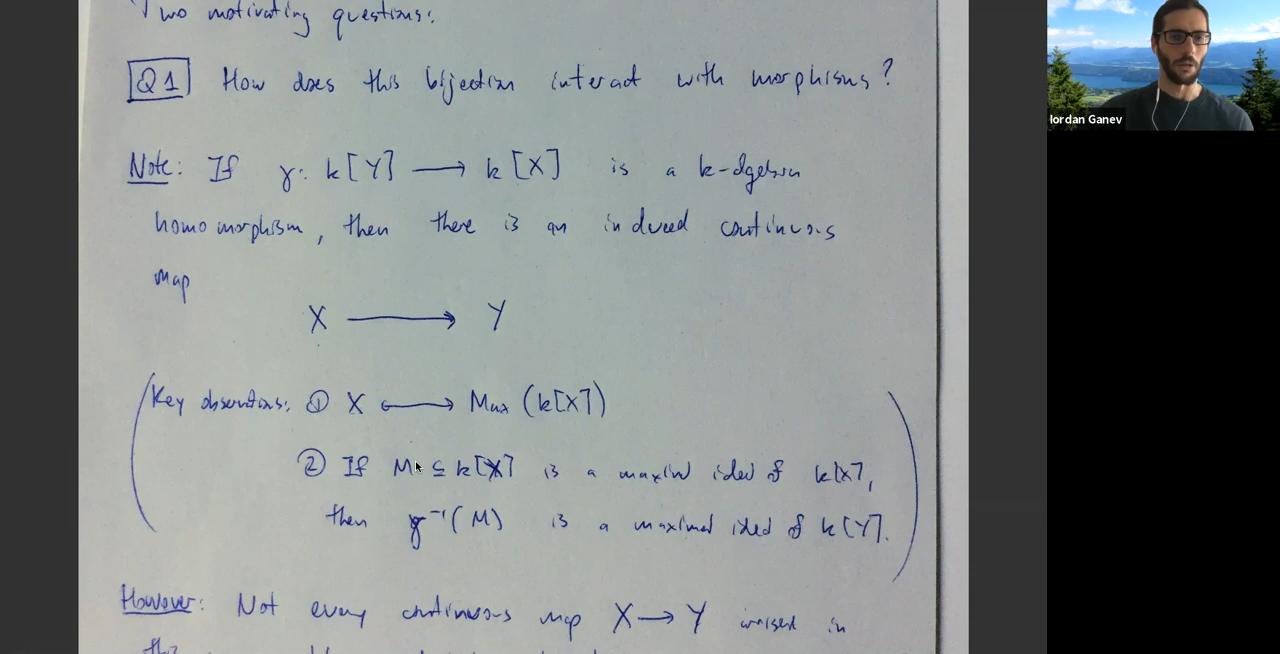 Two motivating questions:
Q1 How does this bijection interact with morphisms?
Note: If γ: k[Y] ⟶ k[X] is a k-algebra
homomorphism, then there is an induced continuous
map
X ⟶ Y
(Key observations: ① X ⟷ Max (k[X])
② If M ⊆ k[X] is a maximal ideal of k[X],
then γ⁻¹(M) is a maximal ideal of k[Y].)
However: Not every continuous map X → Y arises in
this
Iordan Ganev